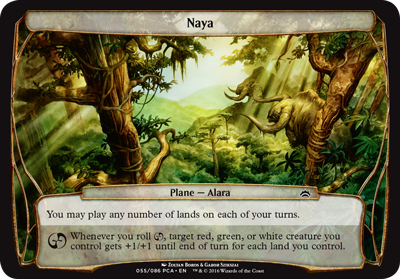 Naya
Plane — Alara
You may play any number of lands on each of your turns.
Whenever you roll , target red, green, or white creature you
control gets +1/+1 until end of turn for each land you control.
055/086 PCA • EN ™ & © 2016 Wizards of the Coast
Zoltan Boros & Gabor Szikszai